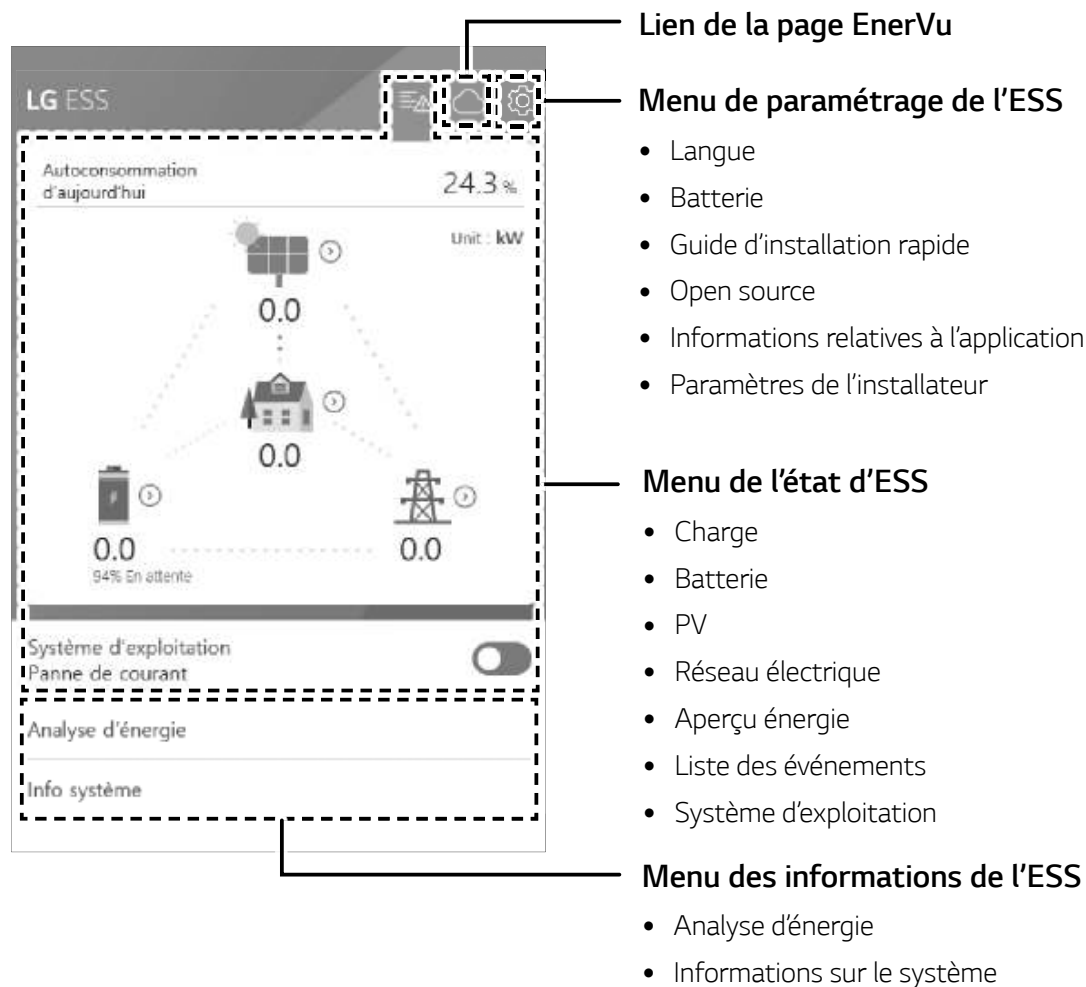 Lien de la page EnerVu
LG ESS
Menu de paramétrage de l'ESS
• Langue
• Batterie
• Guide d'installation rapide
• Open source
• Informations relatives à l'application
• Paramètres de l'installateur
Autoconsommation
d'aujourd'hui
24.3 %
Unit : kW
0.0
0.0
0.0
94% En attente
0.0
Système d'exploitation
Panne de courant
Analyse d'énergie
Info système
Menu de l'état d'ESS
• Charge
• Batterie
• PV
• Réseau électrique
• Aperçu énergie
• Liste des événements
• Système d'exploitation
Menu des informations de l'ESS
• Analyse d'énergie
• Informations sur le système